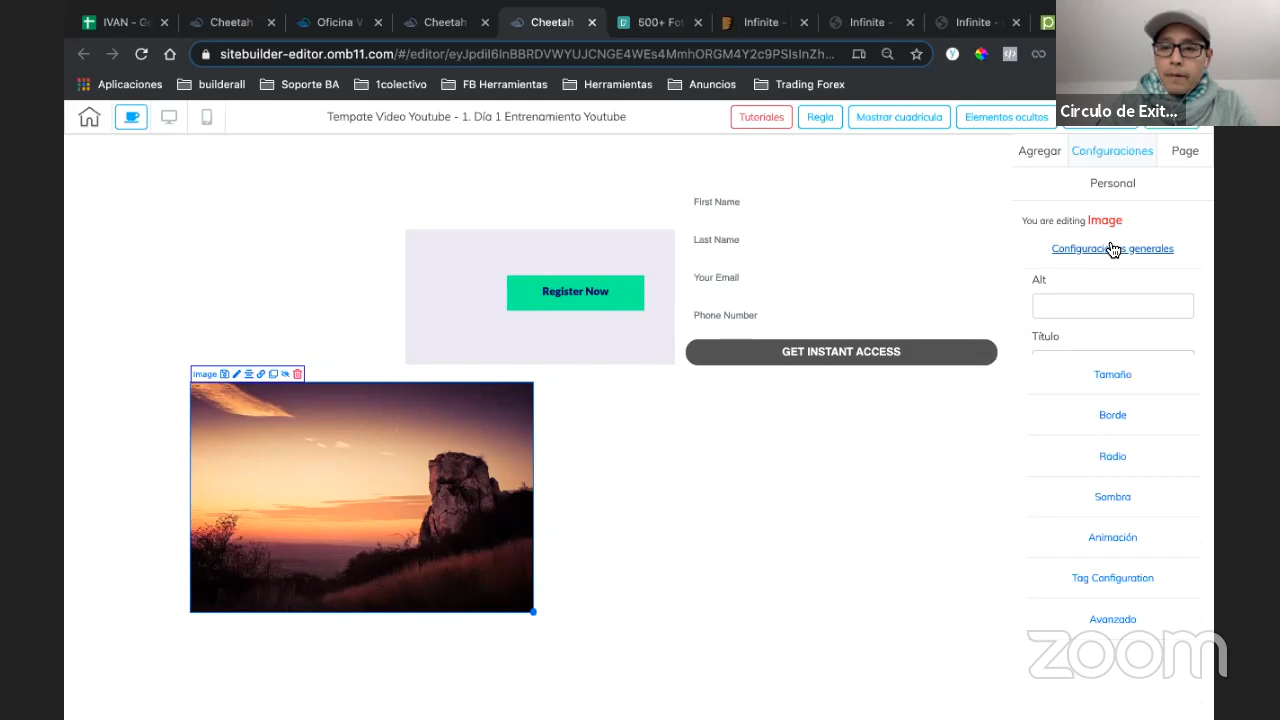 IVAN - G
Cheetah
Oficina V
Cheetah
Cheetah
500+ Fot
Infinite -
Infinite -
Infinite -
sitebuilder-editor.omb11.com/#/editor/eyJpdiI6InBBRDVWYUJCNGE4WEs4MmhORGM4Y2c9PSIsInZh...
Aplicaciones
builderall
Soporte BA
1colectivo
FB - Herramientas
Herramientas
Anuncios
Trading Forex
Circulo de Exit...
Tempatl Video Youtube - 1. Día 1 Entrenamiento Youtube
Tutoriales
Regla
Mostrar cuadrícula
Elementos ocultos
Agregar
Confguraciones
Page
Personal
You are editing Image
Configuraciones generales
Alt
Título
Tamaño
Borde
Radio
Sombra
Animación
Tag Configuration
Avanzado
First Name
Last Name
Your Email
Phone Number
Register Now
GET INSTANT ACCESS
Image
zoom